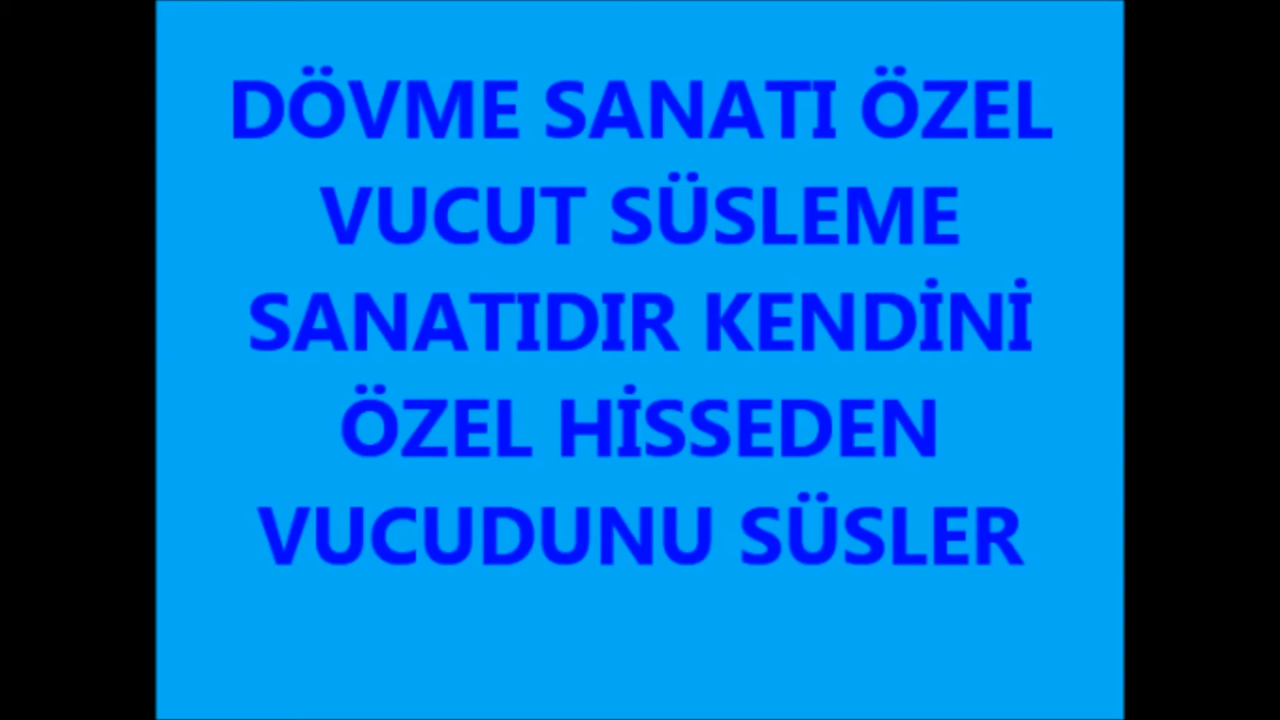 DÖVME SANATI ÖZEL
VUCUT SÜSLEME
SANATIDIR KENDİNİ
ÖZEL HİSSEDEN
VUCUDUNU SÜSLER